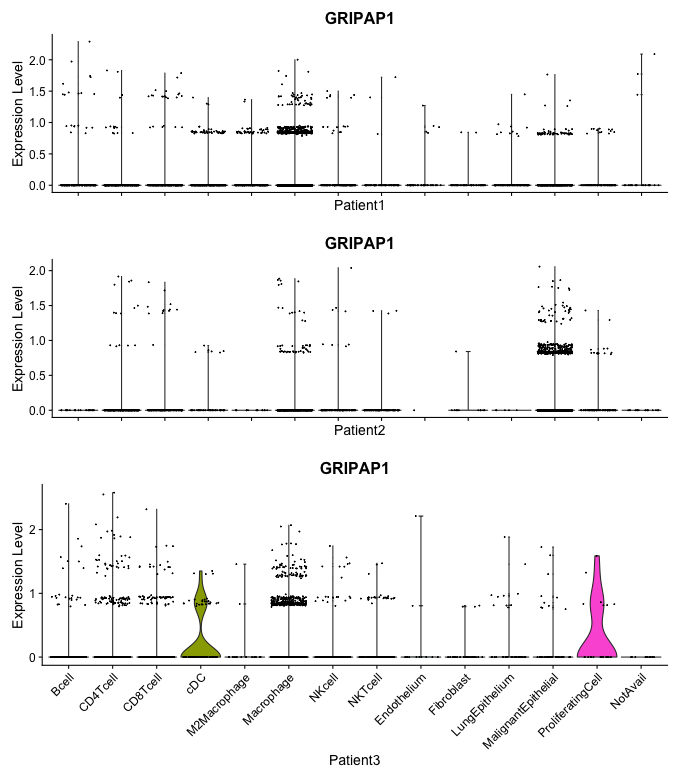 GRIPAP1
Expression Level
2.0
1.5
1.0
0.5
0.0
Patient1
GRIPAP1
Expression Level
2.0
1.5
1.0
0.5
0.0
Patient2
GRIPAP1
Expression Level
2
1
0
Bcell
CD4Tcell
CD8Tcell
cDC
M2Macrophage
Macrophage
NKcell
NKTcell
Endothelium
Fibroblast
LungEpithelium
MalignantEpithelial
ProliferatingCell
NotAvail
Patient3